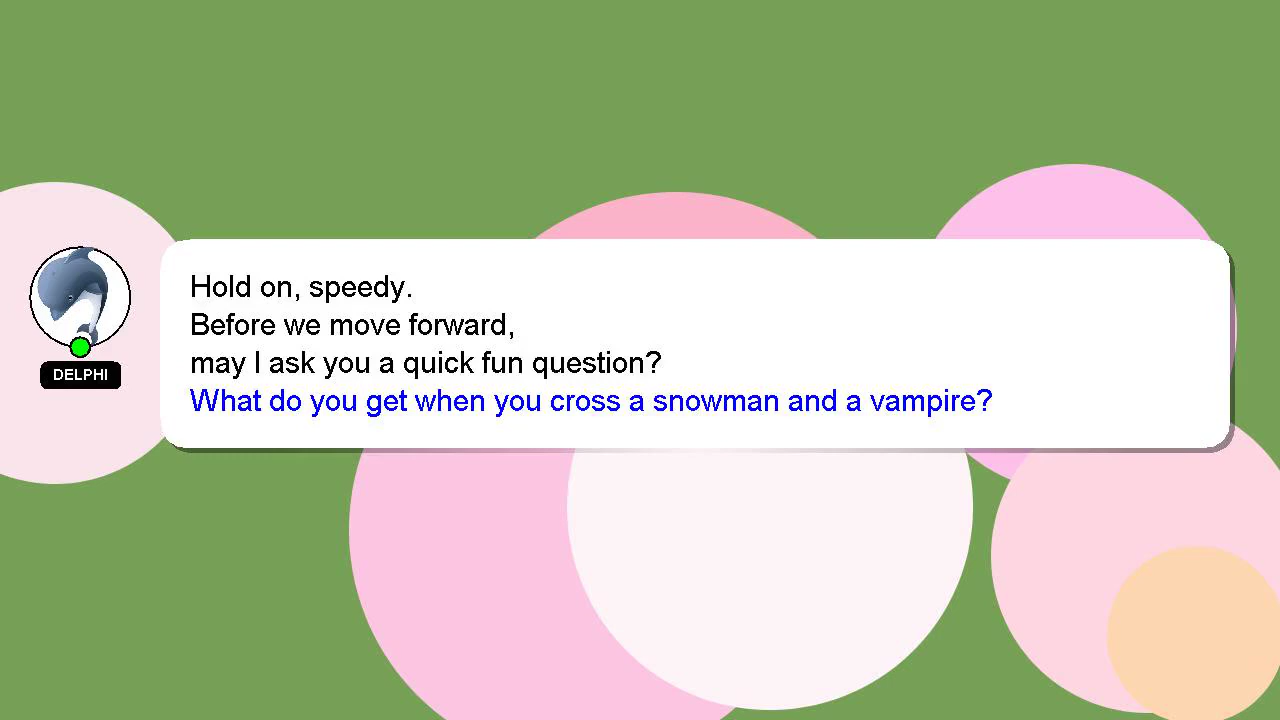 Hold on, speedy.
Before we move forward,
may I ask you a quick fun question?
What do you get when you cross a snowman and a vampire?
DELPHI